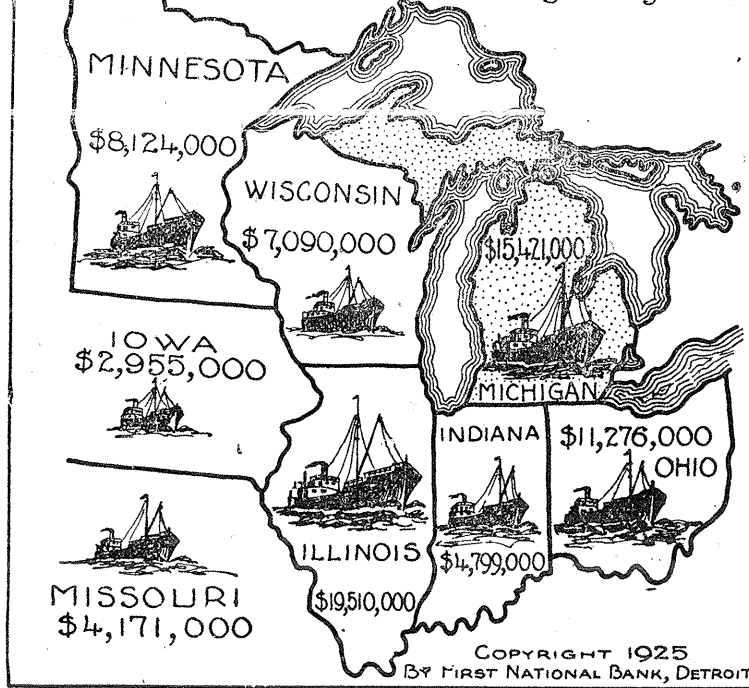 MINNESOTA
$8,124,000
WISCONSIN
$7,090,000
$15,421,000
MICHIGAN
IOWA
$2,955,000
INDIANA
$4,799,000
$11,276,000
OHIO
ILLINOIS
$19,510,000
MISSOURI
$4,171,000
COPYRIGHT 1925
BY FIRST NATIONAL BANK, DETROIT